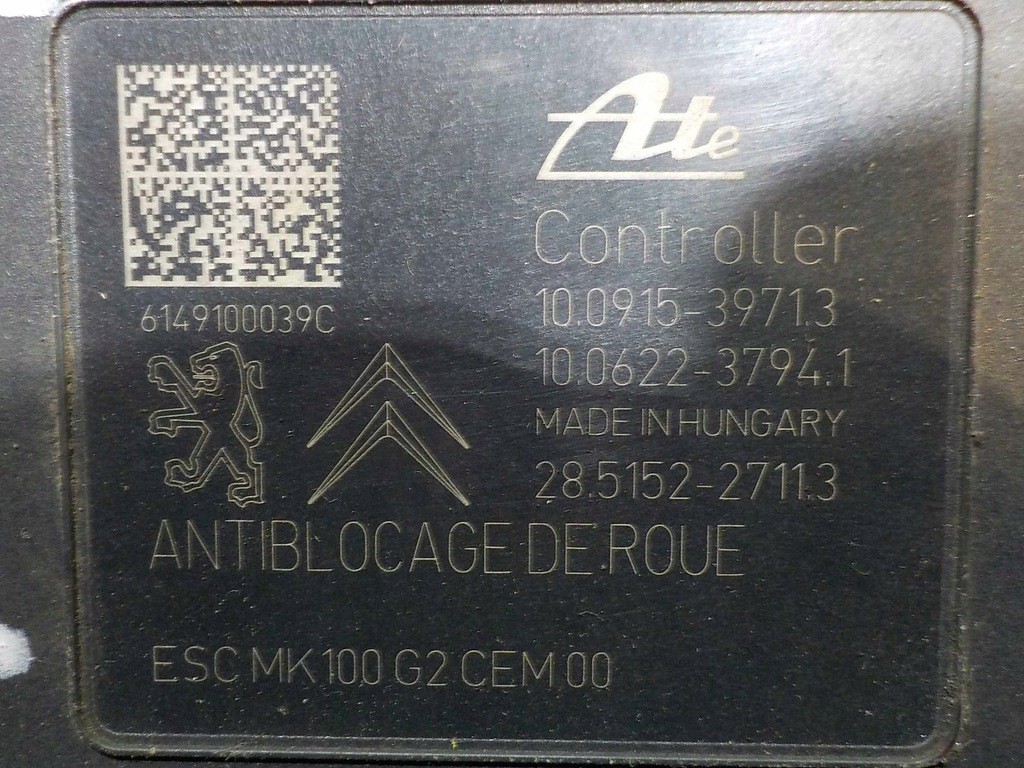 Ate
Controller
10.0915-3971.3
6149100039C
10.0622-3794.1
MADE IN HUNGARY
28.5152-2711.3
ANTIBLOCAGE DE ROUE
ESC MK100 G2 CEM 00